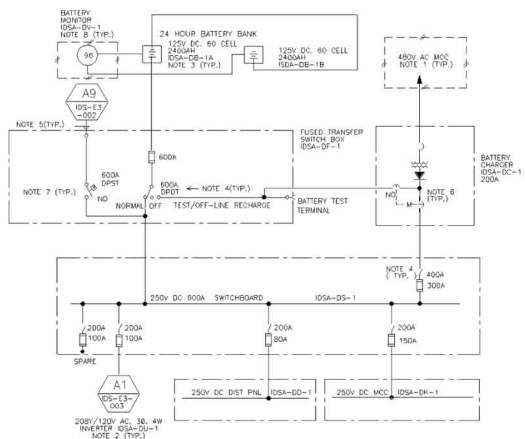 BATTERY
MONITOR
IDSA-DV-1
NOTE 8 (TYP.)
96
24 HOUR BATTERY BANK
125V DC, 60 CELL
2400AH
IDSA-DB-1A
NOTE 3 (TYP.)
125V DC, 60 CELL
2400AH
ISDA-DB-1B
480V AC MCC
NOTE 1 (TYP.)
A9
IDS-E3
-002
NOTE 5(TYP.)
FUSED TRANSFER
SWITCH BOX
IDSA-DF-1
600A
BATTERY
CHARGER
IDSA-DC-1
200A
600A
DPST
NOTE 7 (TYP.)
NO
600A
DPDT
NOTE 4(TYP.)
NORMAL
OFF
TEST/OFF-LINE RECHARGE
BATTERY TEST
TERMINAL
NO
M
NOTE 6
(TYP.)
NOTE 4
( TYP.)
400A
300A
250V DC 600A SWITCHBOARD IDSA-DS-1
200A
100A
SPARE
200A
100A
200A
80A
200A
150A
A1
IDS-E3-
003
208Y/120V AC, 30, 4W
INVERTER IDSA-DU-1
NOTE 2 (TYP.)
250V DC DIST PNL IDSA-DD-1
250V DC MCC IDSA-DK-1